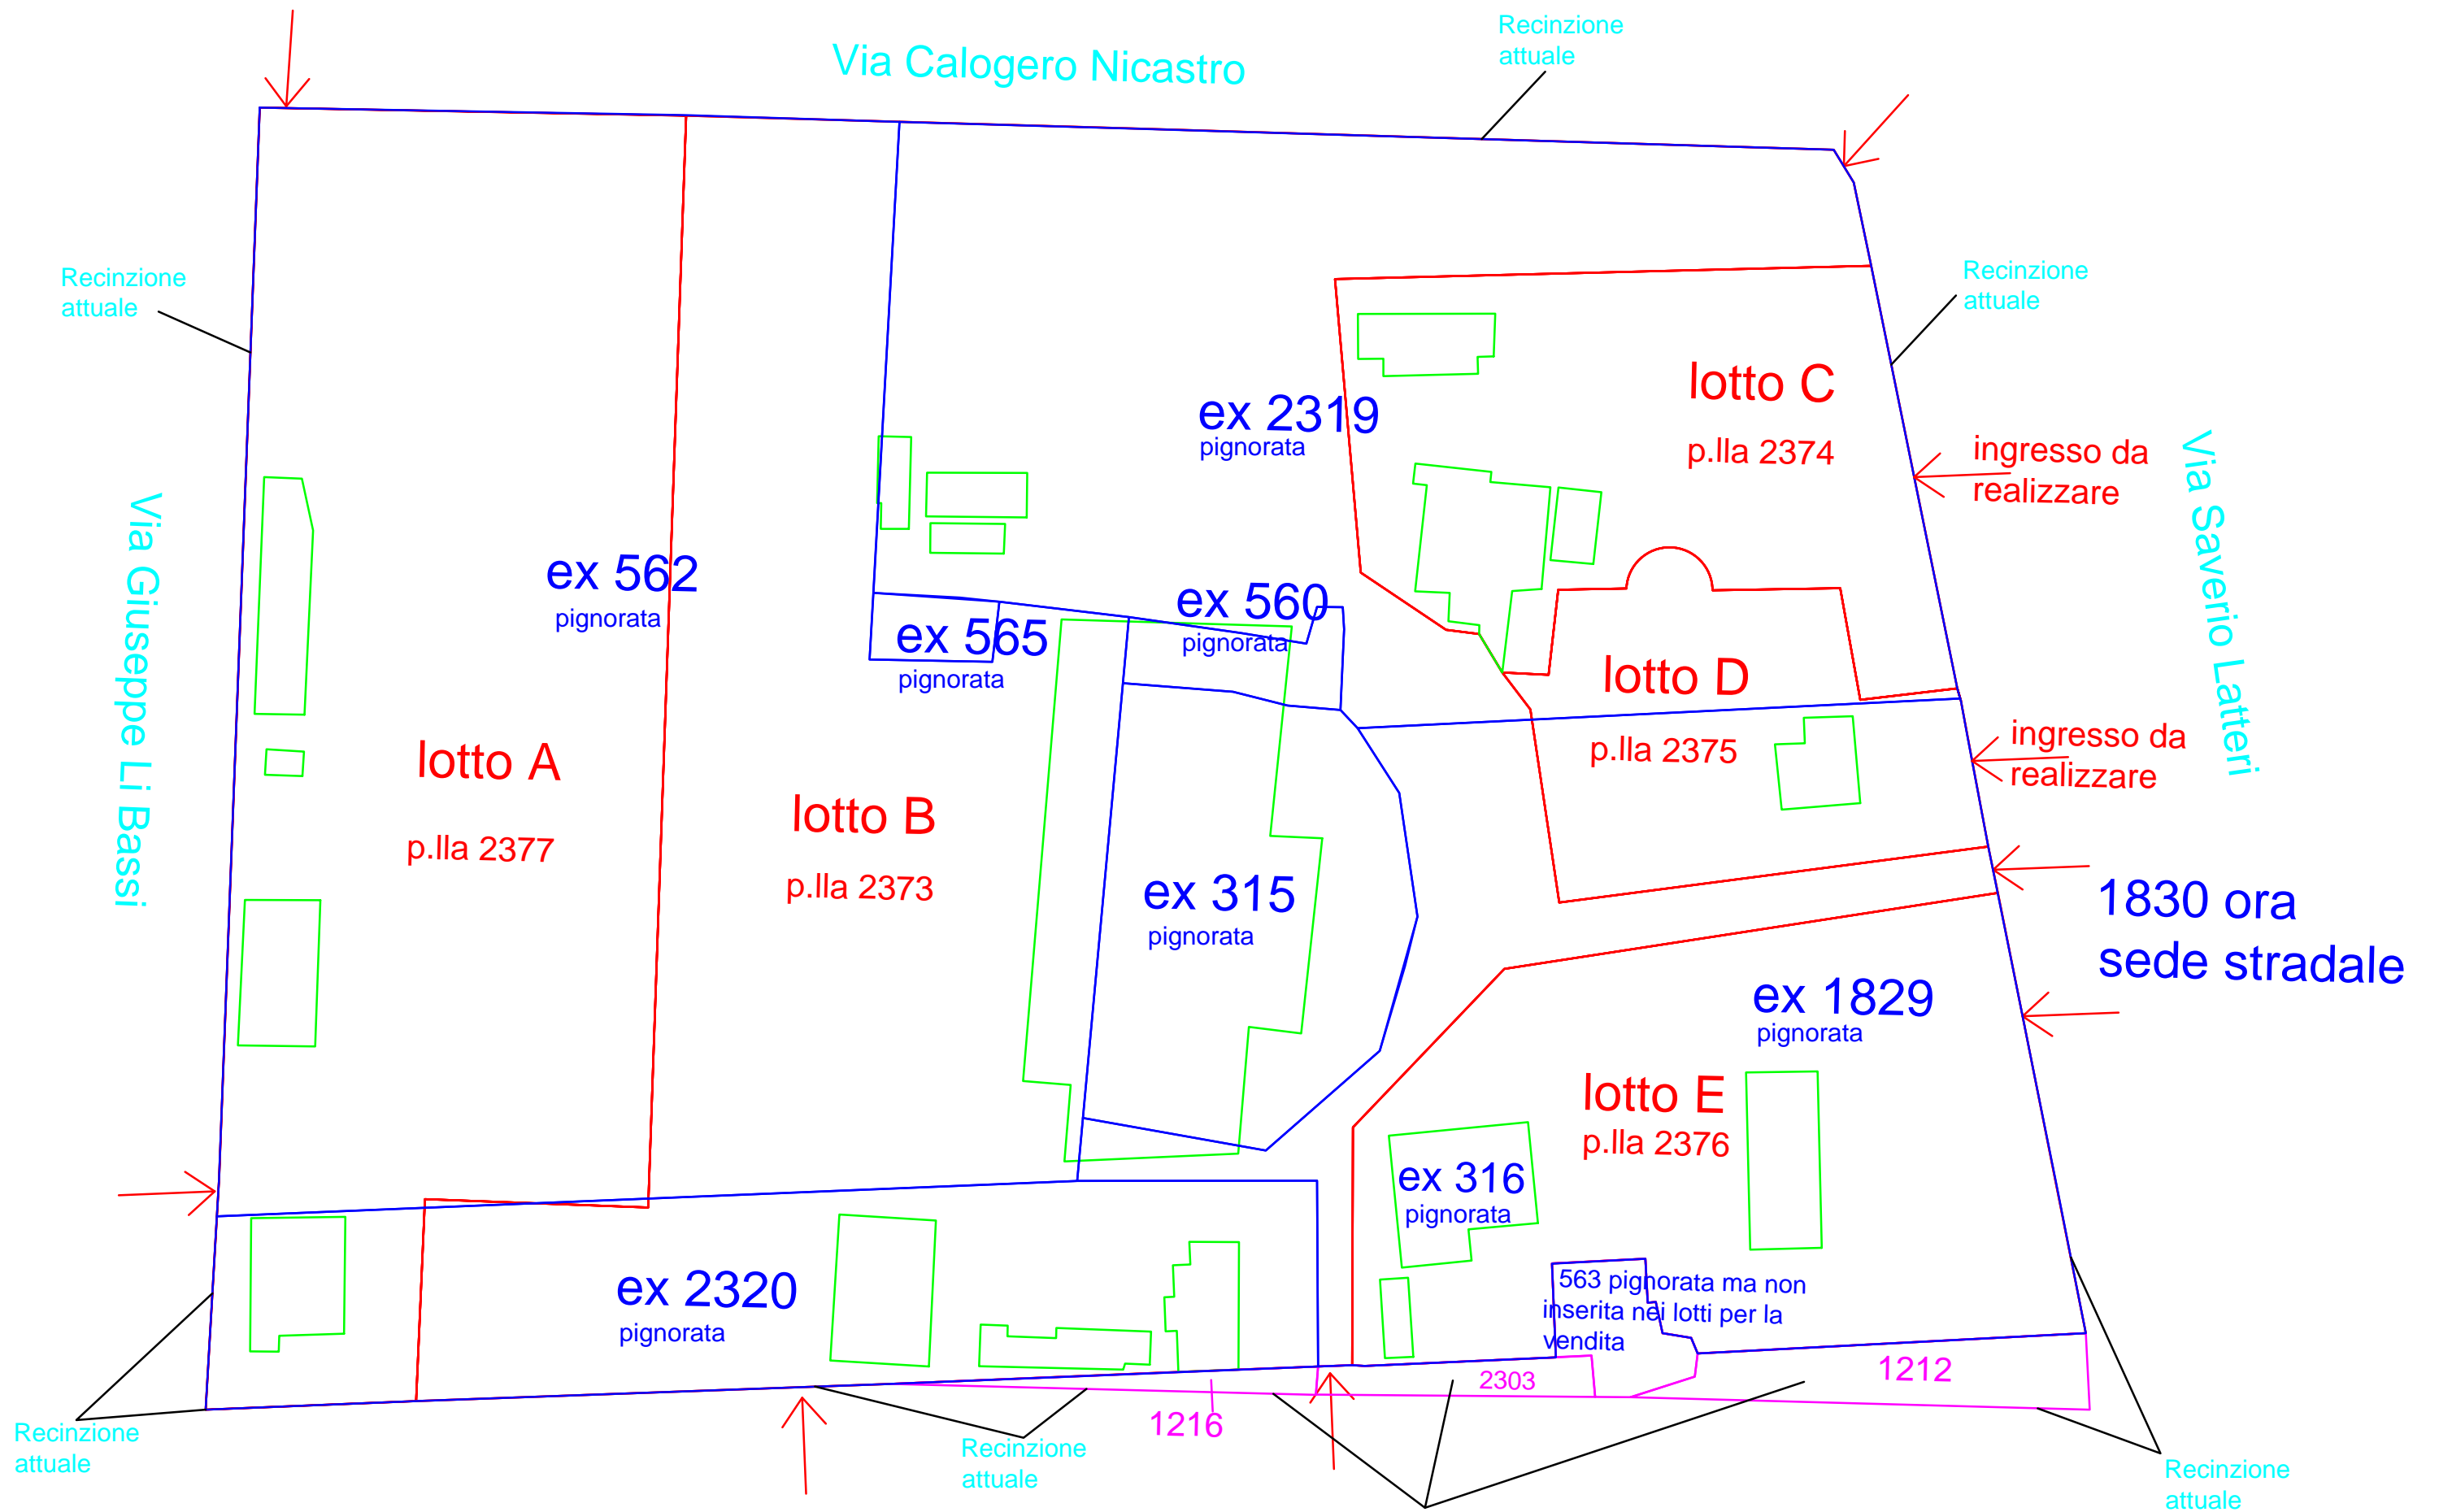 Recinzione
attuale
Via Calogero Nicastro
Recinzione
attuale
Recinzione
attuale
ex 2319
pignorata
lotto C
p.lla 2374
ingresso da
realizzare
Via Saverio Latteri
Via Giuseppe Li Bassi
ex 562
pignorata
ex 560
pignorata
ex 565
pignorata
lotto D
p.lla 2375
ingresso da
realizzare
lotto A
p.lla 2377
lotto B
p.lla 2373
ex 315
pignorata
1830 ora
sede stradale
ex 1829
pignorata
lotto E
p.lla 2376
ex 316
pignorata
ex 2320
pignorata
563 pignorata ma non
inserita nei lotti per la
vendita
2303
1212
1216
Recinzione
attuale
Recinzione
attuale
Recinzione
attuale